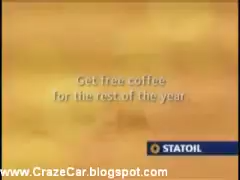 Get free coffee
for the rest of the year
STATOIL
www.CrazeCar.blogspot.com